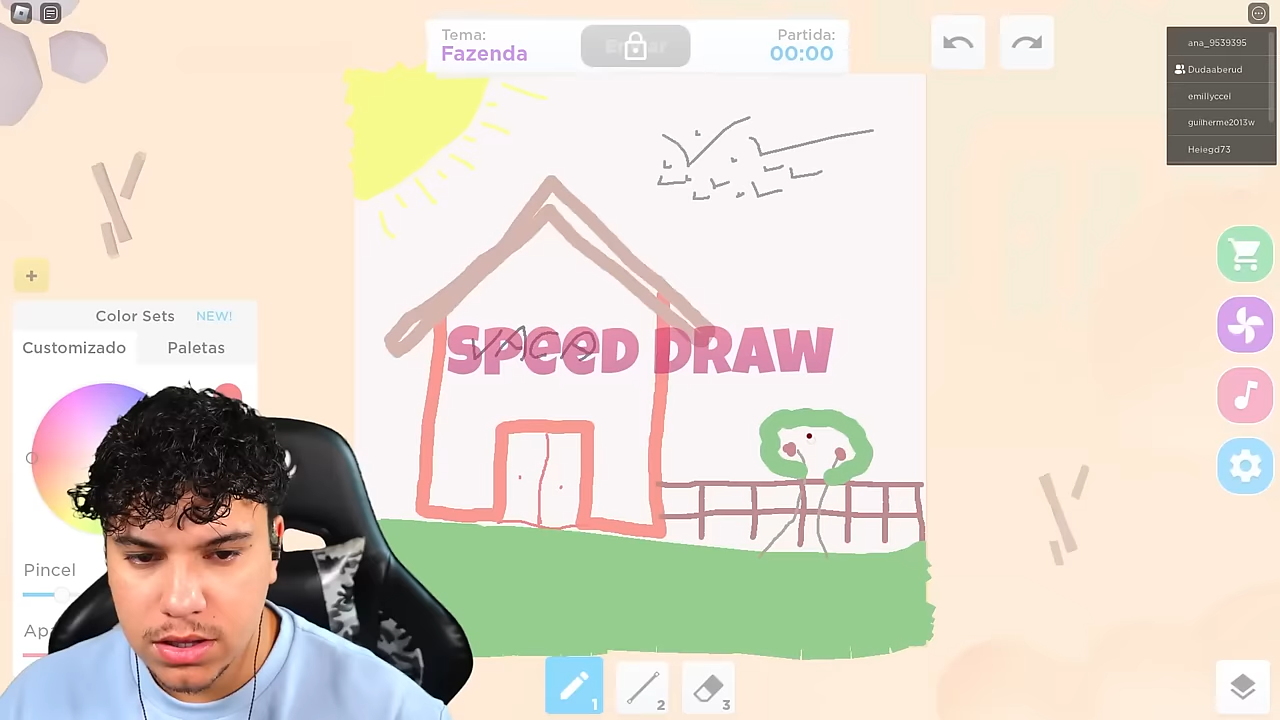 Tema:
Fazenda
Partida:
00:00
ana_9539395
Dudaaberud
emillyccel
guilherme2013w
Heiegd73
+
Color Sets NEW!
Customizado
Paletas
VACA
SPEED DRAW
Pincel
1
2
3